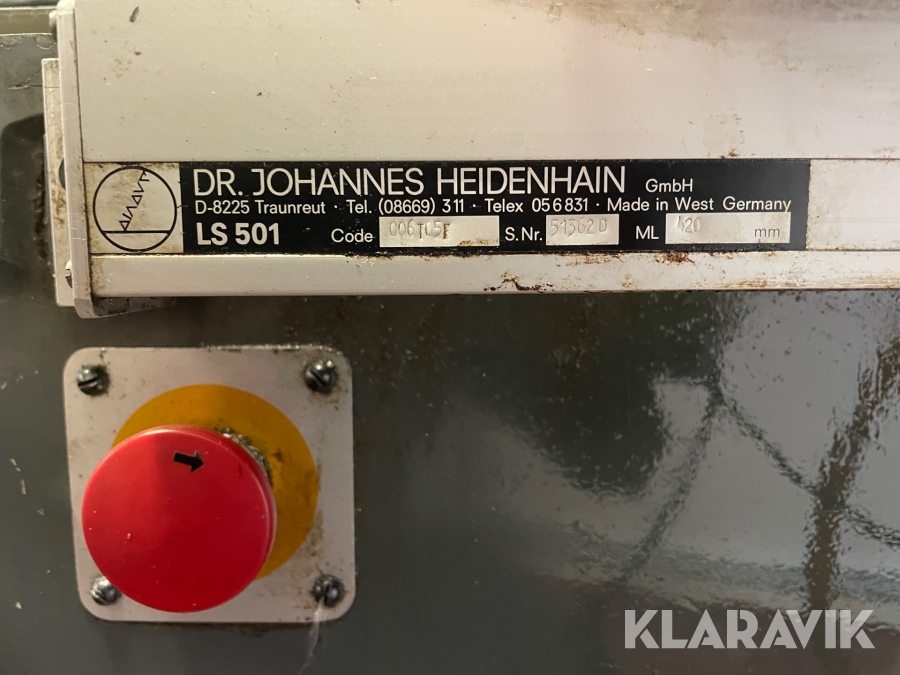 DR. JOHANNES HEIDENHAIN GmbH
D-8225 Traunreut · Tel. (08669) 311 · Telex 056831 · Made in West Germany
LS 501 Code S.Nr. ML 420 mm
KLARAVIK